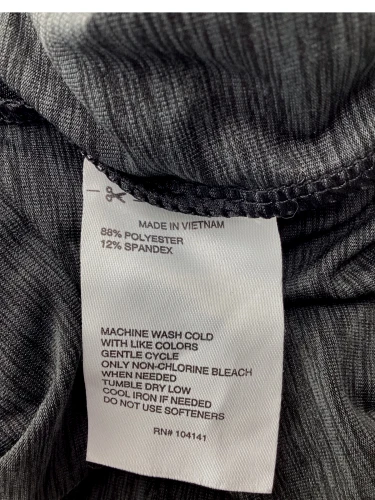 MADE IN VIETNAM
88% POLYESTER
12% SPANDEX
MACHINE WASH COLD
WITH LIKE COLORS
GENTLE CYCLE
ONLY NON-CHLORINE BLEACH
WHEN NEEDED
TUMBLE DRY LOW
COOL IRON IF NEEDED
DO NOT USE SOFTENERS
RN# 104141